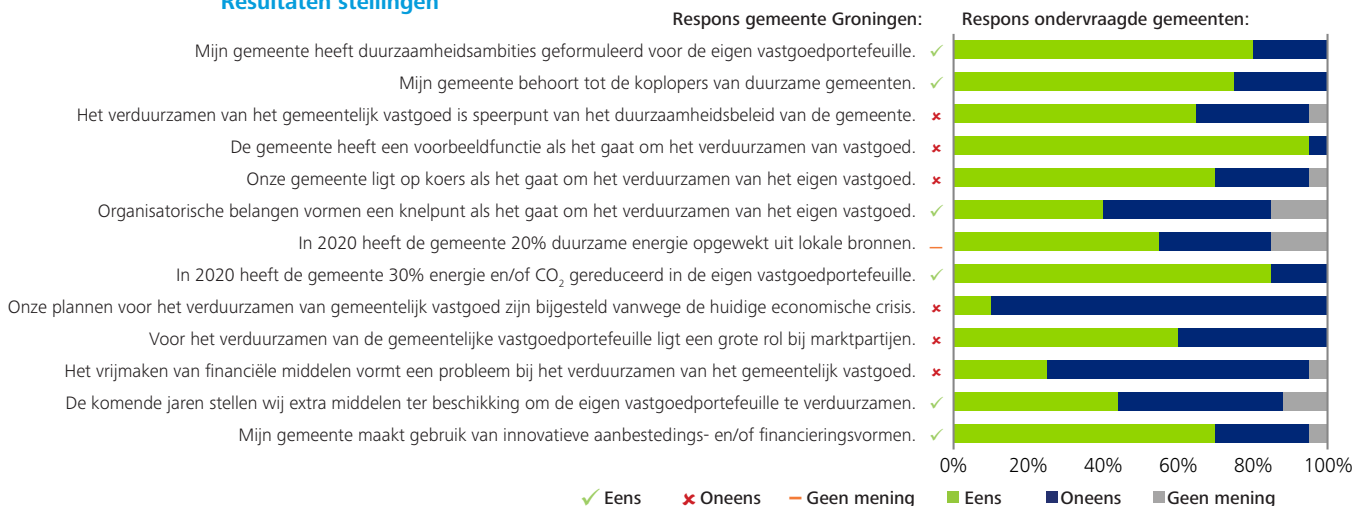 Resultaten stellingen
Respons gemeente Groningen: Respons ondervraagde gemeenten:
Mijn gemeente heeft duurzaamheidsambities geformuleerd voor de eigen vastgoedportefeuille. ✓
Mijn gemeente behoort tot de koplopers van duurzame gemeenten. ✓
Het verduurzamen van het gemeentelijk vastgoed is speerpunt van het duurzaamheidsbeleid van de gemeente. ✗
De gemeente heeft een voorbeeldfunctie als het gaat om het verduurzamen van vastgoed. ✗
Onze gemeente ligt op koers als het gaat om het verduurzamen van het eigen vastgoed. ✗
Organisatorische belangen vormen een knelpunt als het gaat om het verduurzamen van het eigen vastgoed. ✓
In 2020 heeft de gemeente 20% duurzame energie opgewekt uit lokale bronnen. –
In 2020 heeft de gemeente 30% energie en/of CO₂ gereduceerd in de eigen vastgoedportefeuille. ✓
Onze plannen voor het verduurzamen van gemeentelijk vastgoed zijn bijgesteld vanwege de huidige economische crisis. ✗
Voor het verduurzamen van de gemeentelijke vastgoedportefeuille ligt een grote rol bij marktpartijen. ✗
Het vrijmaken van financiële middelen vormt een probleem bij het verduurzamen van het gemeentelijk vastgoed. ✗
De komende jaren stellen wij extra middelen ter beschikking om de eigen vastgoedportefeuille te verduurzamen. ✓
Mijn gemeente maakt gebruik van innovatieve aanbestedings- en/of financieringsvormen. ✓
0% 20% 40% 60% 80% 100%
✓ Eens ✗ Oneens – Geen mening Eens Oneens Geen mening